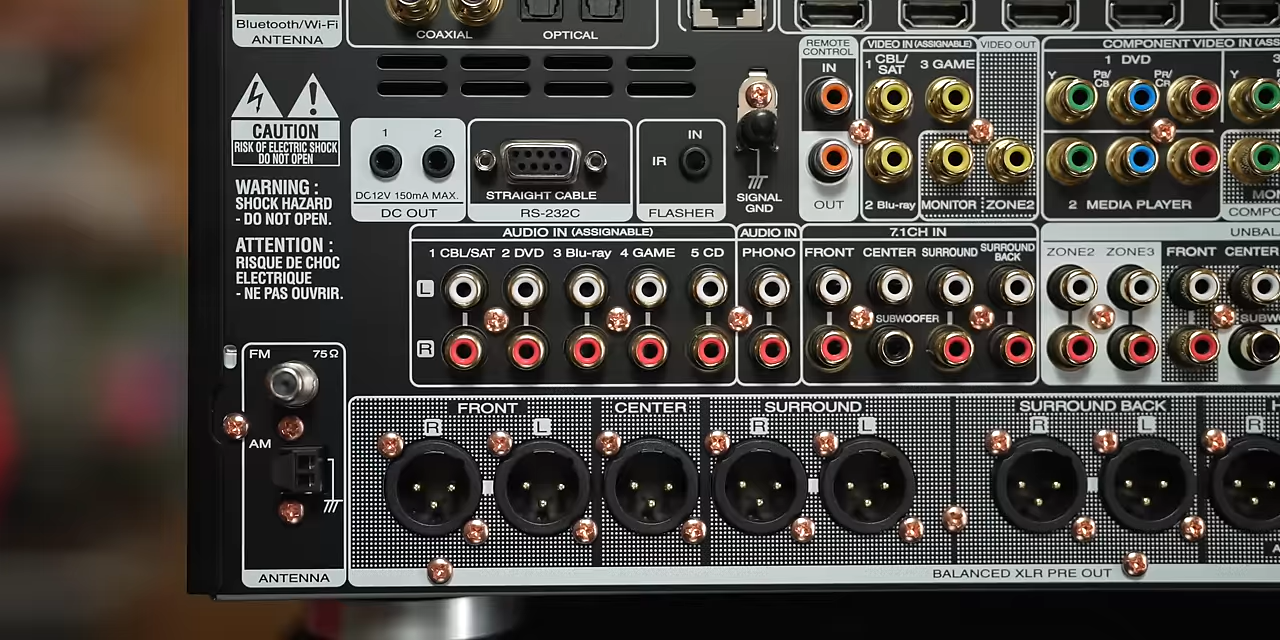 Bluetooth/Wi-Fi
ANTENNA
COAXIAL
OPTICAL
CAUTION
RISK OF ELECTRIC SHOCK
DO NOT OPEN
WARNING :
SHOCK HAZARD
- DO NOT OPEN.
ATTENTION :
RISQUE DE CHOC
ELECTRIQUE
- NE PAS OUVRIR.
1 2
DC12V 150mA MAX.
DC OUT
STRAIGHT CABLE
RS-232C
IN
IR
FLASHER
SIGNAL
GND
REMOTE
CONTROL
IN
OUT
VIDEO IN (ASSIGNABLE)
1 CBL/
SAT
3 GAME
2 Blu-ray
MONITOR
VIDEO OUT
ZONE2
COMPONENT VIDEO IN
1 DVD
Y PB/CB PR/CR
2 MEDIA PLAYER
3
Y
AUDIO IN (ASSIGNABLE)
1 CBL/SAT 2 DVD 3 Blu-ray 4 GAME 5 CD
L
R
AUDIO IN
PHONO
7.1CH IN
FRONT CENTER SURROUND SURROUND
BACK
SUBWOOFER
ZONE2 ZONE3 FRONT CENTER
FM 75Ω
AM
ANTENNA
FRONT
R L
CENTER
SURROUND
R L
SURROUND BACK
R L
R
BALANCED XLR PRE OUT